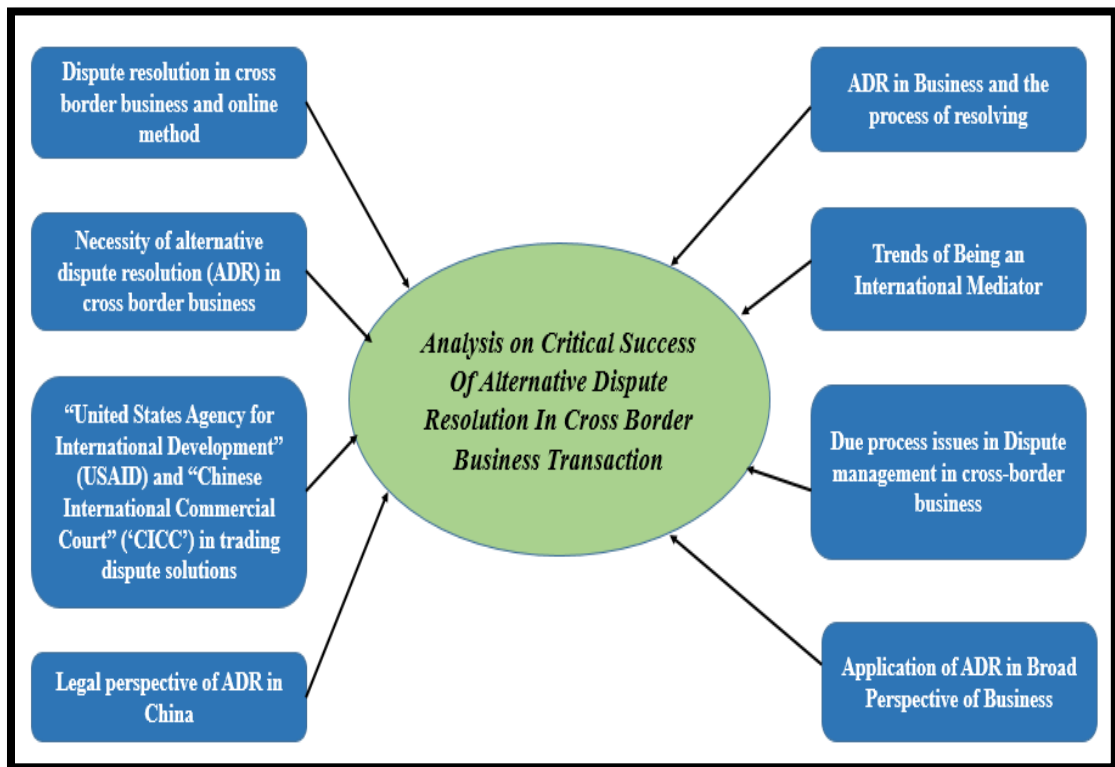 Dispute resolution in cross
border business and online
method
Necessity of alternative
dispute resolution (ADR) in
cross border business
“United States Agency for
International Development”
(USAID) and “Chinese
International Commercial
Court” (‘CICC’) in trading
dispute solutions
Legal perspective of ADR in
China
Analysis on Critical Success
Of Alternative Dispute
Resolution In Cross Border
Business Transaction
ADR in Business and the
process of resolving
Trends of Being an
International Mediator
Due process issues in Dispute
management in cross-border
business
Application of ADR in Broad
Perspective of Business